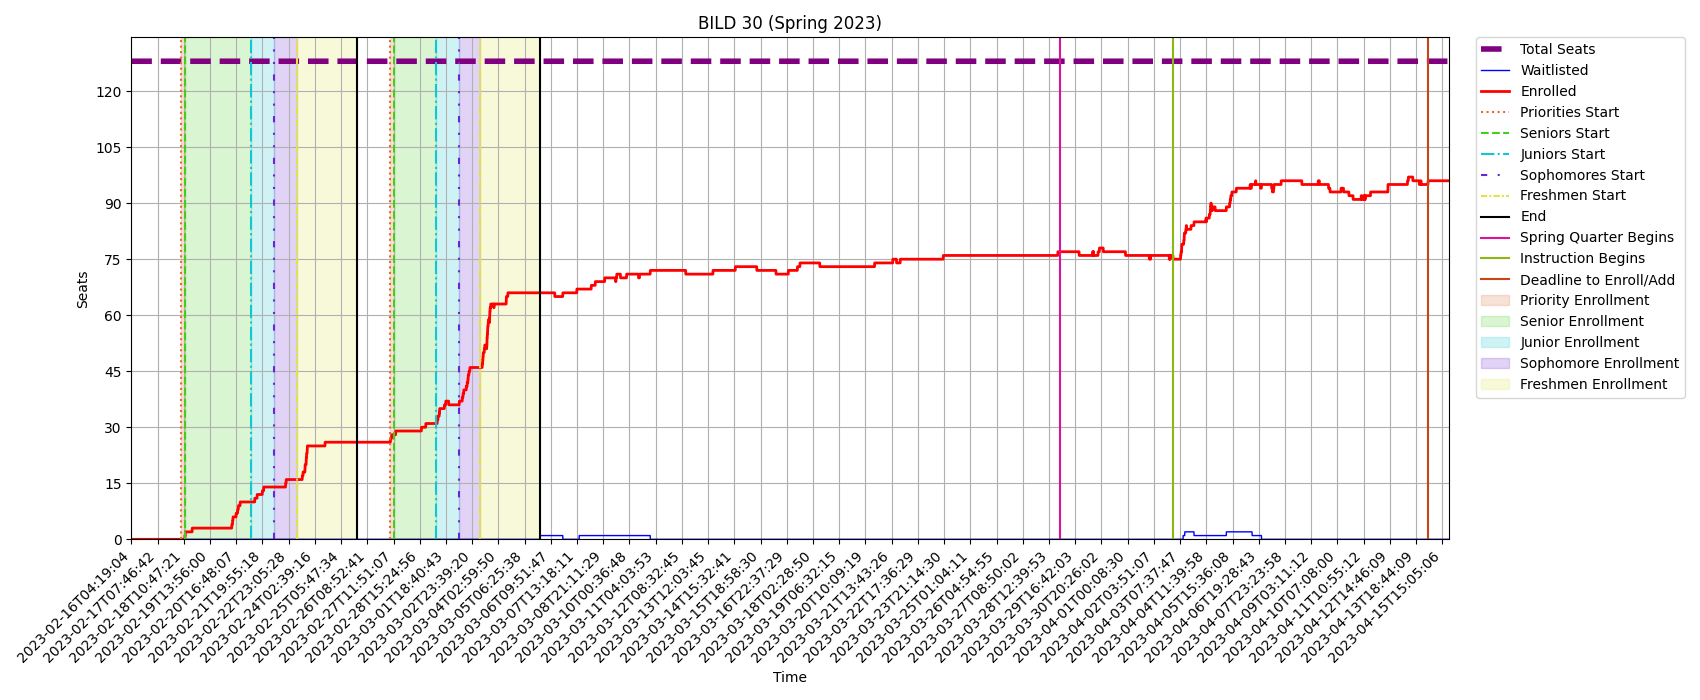 BILD 30 (Spring 2023)
Seats
120
105
90
75
60
45
30
15
0
2023-02-16T04:19:04
2023-02-17T07:46:42
2023-02-18T10:47:21
2023-02-19T13:56:00
2023-02-20T16:48:07
2023-02-21T19:55:18
2023-02-22T23:05:28
2023-02-24T02:39:16
2023-02-25T05:47:34
2023-02-26T08:52:41
2023-02-27T11:51:07
2023-02-28T15:24:56
2023-03-01T18:40:43
2023-03-02T23:39:20
2023-03-04T02:59:50
2023-03-05T06:25:38
2023-03-06T09:51:47
2023-03-07T13:18:11
2023-03-08T21:11:29
2023-03-10T00:36:48
2023-03-11T04:03:53
2023-03-12T08:32:45
2023-03-13T12:03:45
2023-03-14T15:32:41
2023-03-15T18:58:30
2023-03-16T22:37:29
2023-03-18T02:28:50
2023-03-19T06:32:15
2023-03-20T10:09:19
2023-03-21T13:43:26
2023-03-22T17:36:29
2023-03-23T21:14:30
2023-03-25T01:04:11
2023-03-26T04:54:55
2023-03-27T08:50:02
2023-03-28T12:39:53
2023-03-29T16:42:03
2023-03-30T20:26:02
2023-04-01T00:08:30
2023-04-02T03:51:07
2023-04-03T07:37:47
2023-04-04T11:39:58
2023-04-05T15:36:08
2023-04-06T19:28:43
2023-04-07T23:23:58
2023-04-09T03:11:12
2023-04-10T07:08:00
2023-04-11T10:55:12
2023-04-12T14:46:09
2023-04-13T18:44:09
2023-04-15T15:05:06
Time
Total Seats
Waitlisted
Enrolled
Priorities Start
Seniors Start
Juniors Start
Sophomores Start
Freshmen Start
End
Spring Quarter Begins
Instruction Begins
Deadline to Enroll/Add
Priority Enrollment
Senior Enrollment
Junior Enrollment
Sophomore Enrollment
Freshmen Enrollment